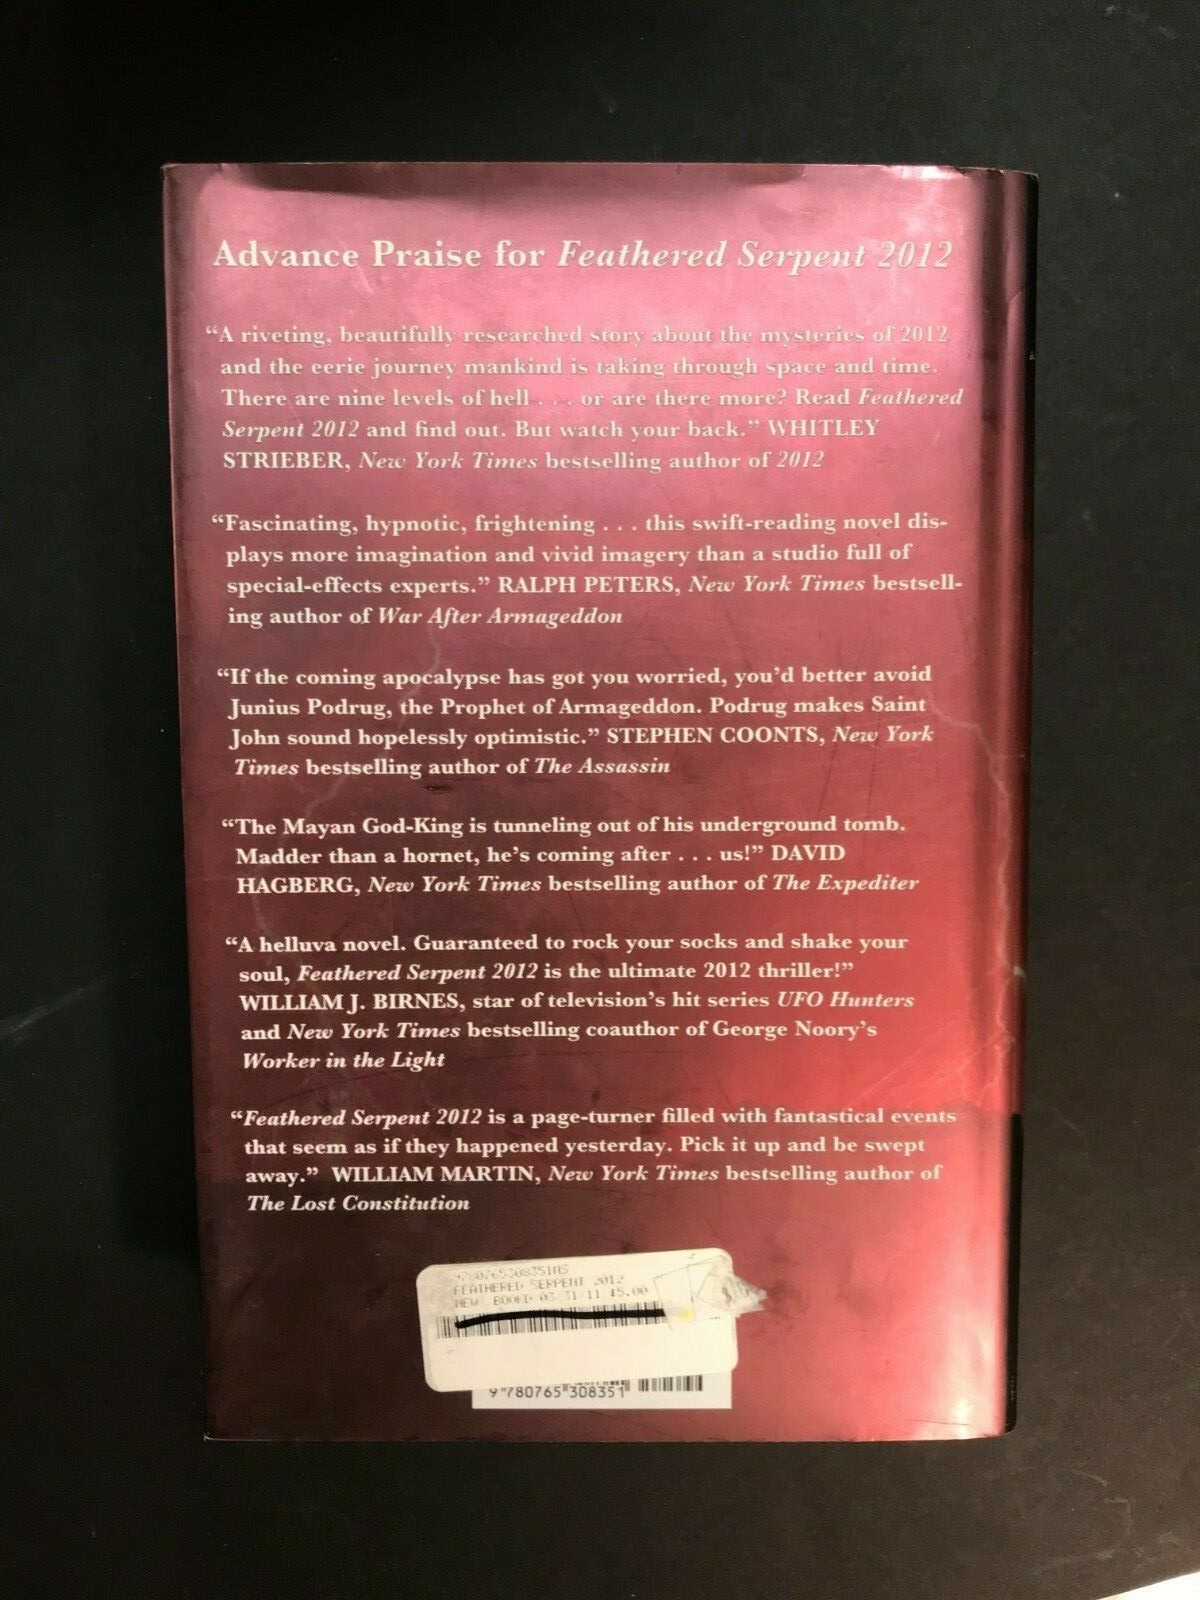 Advance Praise for Feathered Serpent 2012
“A riveting, beautifully researched story about the mysteries of 2012
and the eerie journey mankind is taking through space and time.
There are nine levels of hell . . . or are there more? Read Feathered
Serpent 2012 and find out. But watch your back.” WHITLEY
STRIEBER, New York Times bestselling author of 2012
“Fascinating, hypnotic, frightening . . . this swift-reading novel dis-
plays more imagination and vivid imagery than a studio full of
special-effects experts.” RALPH PETERS, New York Times bestsell-
ing author of War After Armageddon
“If the coming apocalypse has got you worried, you’d better avoid
Junius Podrug, the Prophet of Armageddon. Podrug makes Saint
John sound hopelessly optimistic.” STEPHEN COONTS, New York
Times bestselling author of The Assassin
“The Mayan God-King is tunneling out of his underground tomb.
Madder than a hornet, he’s coming after . . . us!” DAVID
HAGBERG, New York Times bestselling author of The Expediter
“A helluva novel. Guaranteed to rock your socks and shake your
soul, Feathered Serpent 2012 is the ultimate 2012 thriller!”
WILLIAM J. BIRNES, star of television’s hit series UFO Hunters
and New York Times bestselling coauthor of George Noory’s
Worker in the Light
“Feathered Serpent 2012 is a page-turner filled with fantastical events
that seem as if they happened yesterday. Pick it up and be swept
away.” WILLIAM MARTIN, New York Times bestselling author of
The Lost Constitution
9780765308351NS
FEATHERED SERPENT 2012
NEW 03 31 11 $5.00
9 780765 308351